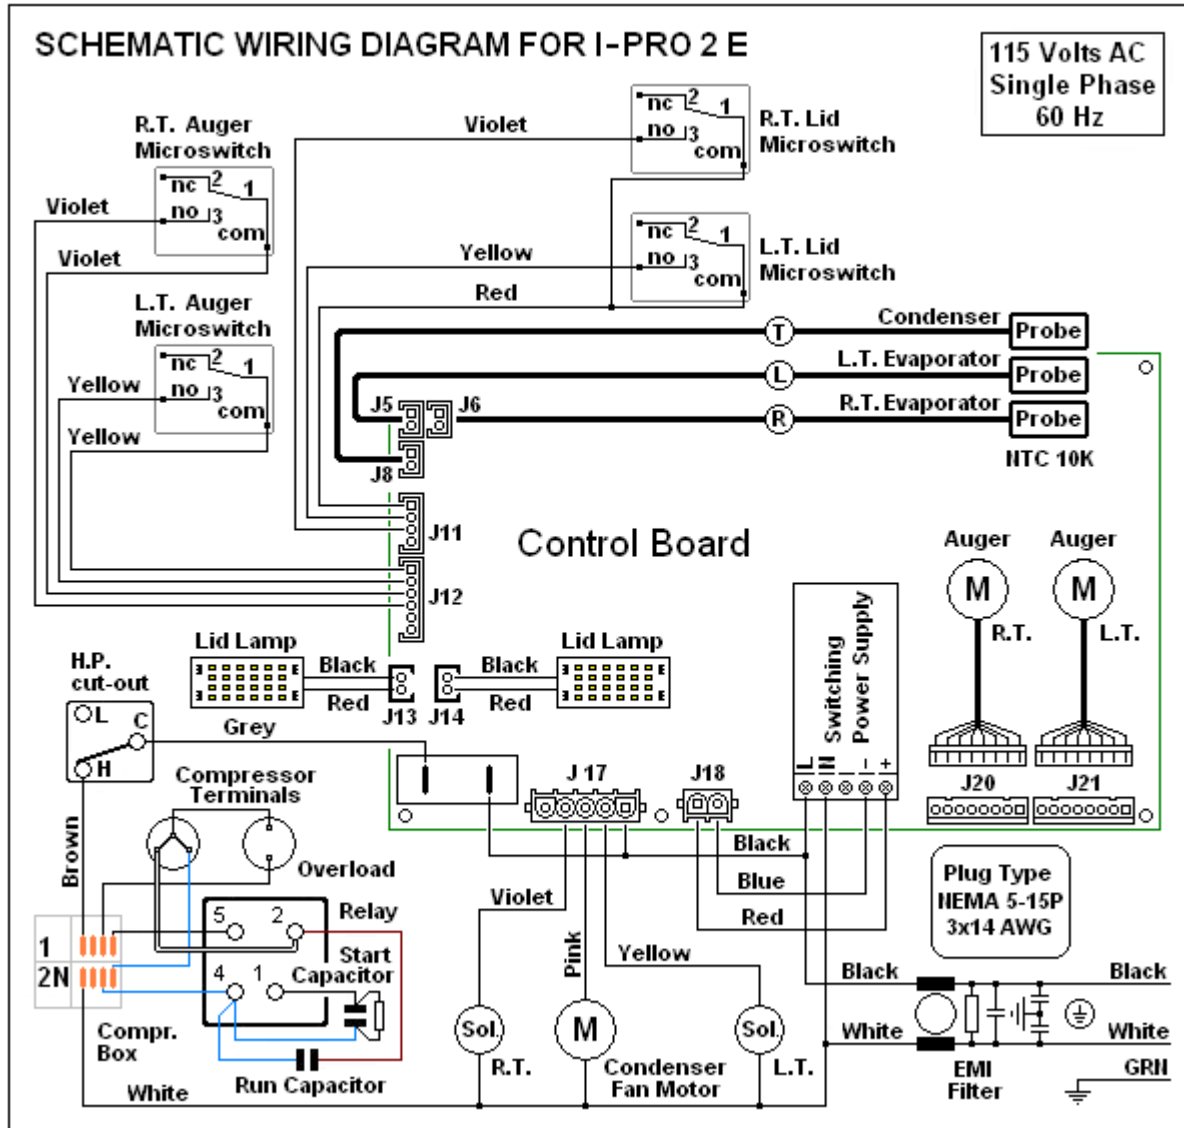 SCHEMATIC WIRING DIAGRAM FOR I-PRO 2 E
115 Volts AC
Single Phase
60 Hz
R.T. Auger
Microswitch
nc 2 1
no 3
com
Violet
Violet
L.T. Auger
Microswitch
nc 2 1
no 3
com
Yellow
Yellow
Violet
nc 2 1
no 3
com
R.T. Lid
Microswitch
Yellow
Red
nc 2 1
no 3
com
L.T. Lid
Microswitch
T
Condenser
Probe
L
L.T. Evaporator
Probe
R
R.T. Evaporator
Probe
NTC 10K
J5
J6
J8
J11
J12
Control Board
Auger
M
R.T.
J20
Auger
M
L.T.
J21
Switching
Power Supply
L N - +
Lid Lamp
Black
Red
J13
Lid Lamp
Black
Red
J14
H.P.
cut-out
L
C
H
Grey
J 17
J18
Compressor
Terminals
Overload
Brown
1
2N
5 2
4 1
Relay
Start
Capacitor
Compr.
Box
Run Capacitor
White
Violet
Pink
Yellow
Black
Blue
Red
Sol.
R.T.
M
Condenser
Fan Motor
Sol.
L.T.
Plug Type
NEMA 5-15P
3x14 AWG
Black
Black
White
White
EMI
Filter
GRN